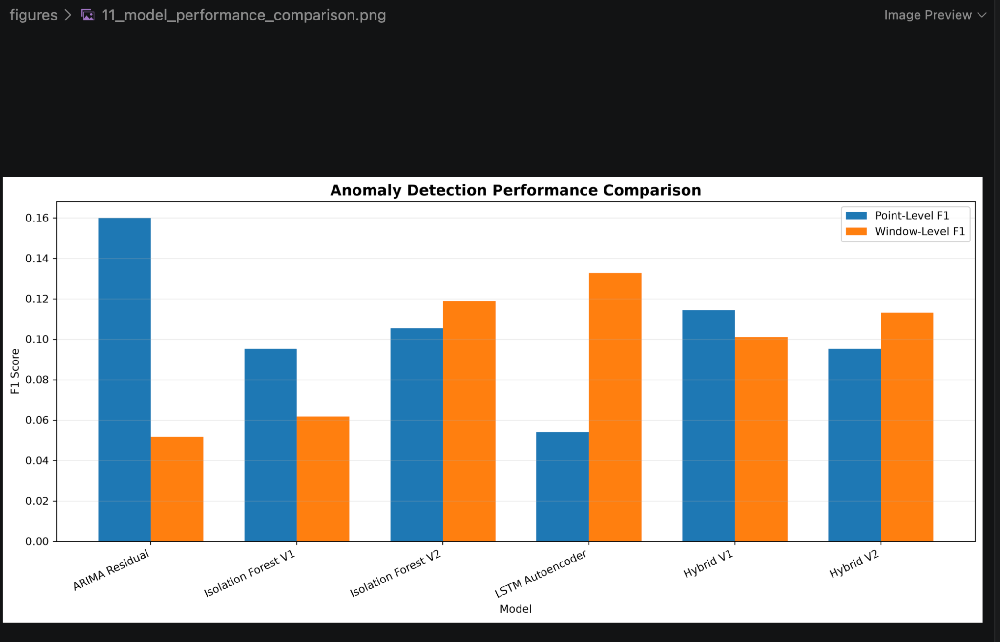 figures > 11_model_performance_comparison.png
Image Preview
Anomaly Detection Performance Comparison
Point-Level F1
Window-Level F1
0.16
0.14
0.12
0.10
0.08
0.06
0.04
0.02
0.00
F1 Score
ARIMA Residual
Isolation Forest V1
Isolation Forest V2
LSTM Autoencoder
Hybrid V1
Hybrid V2
Model